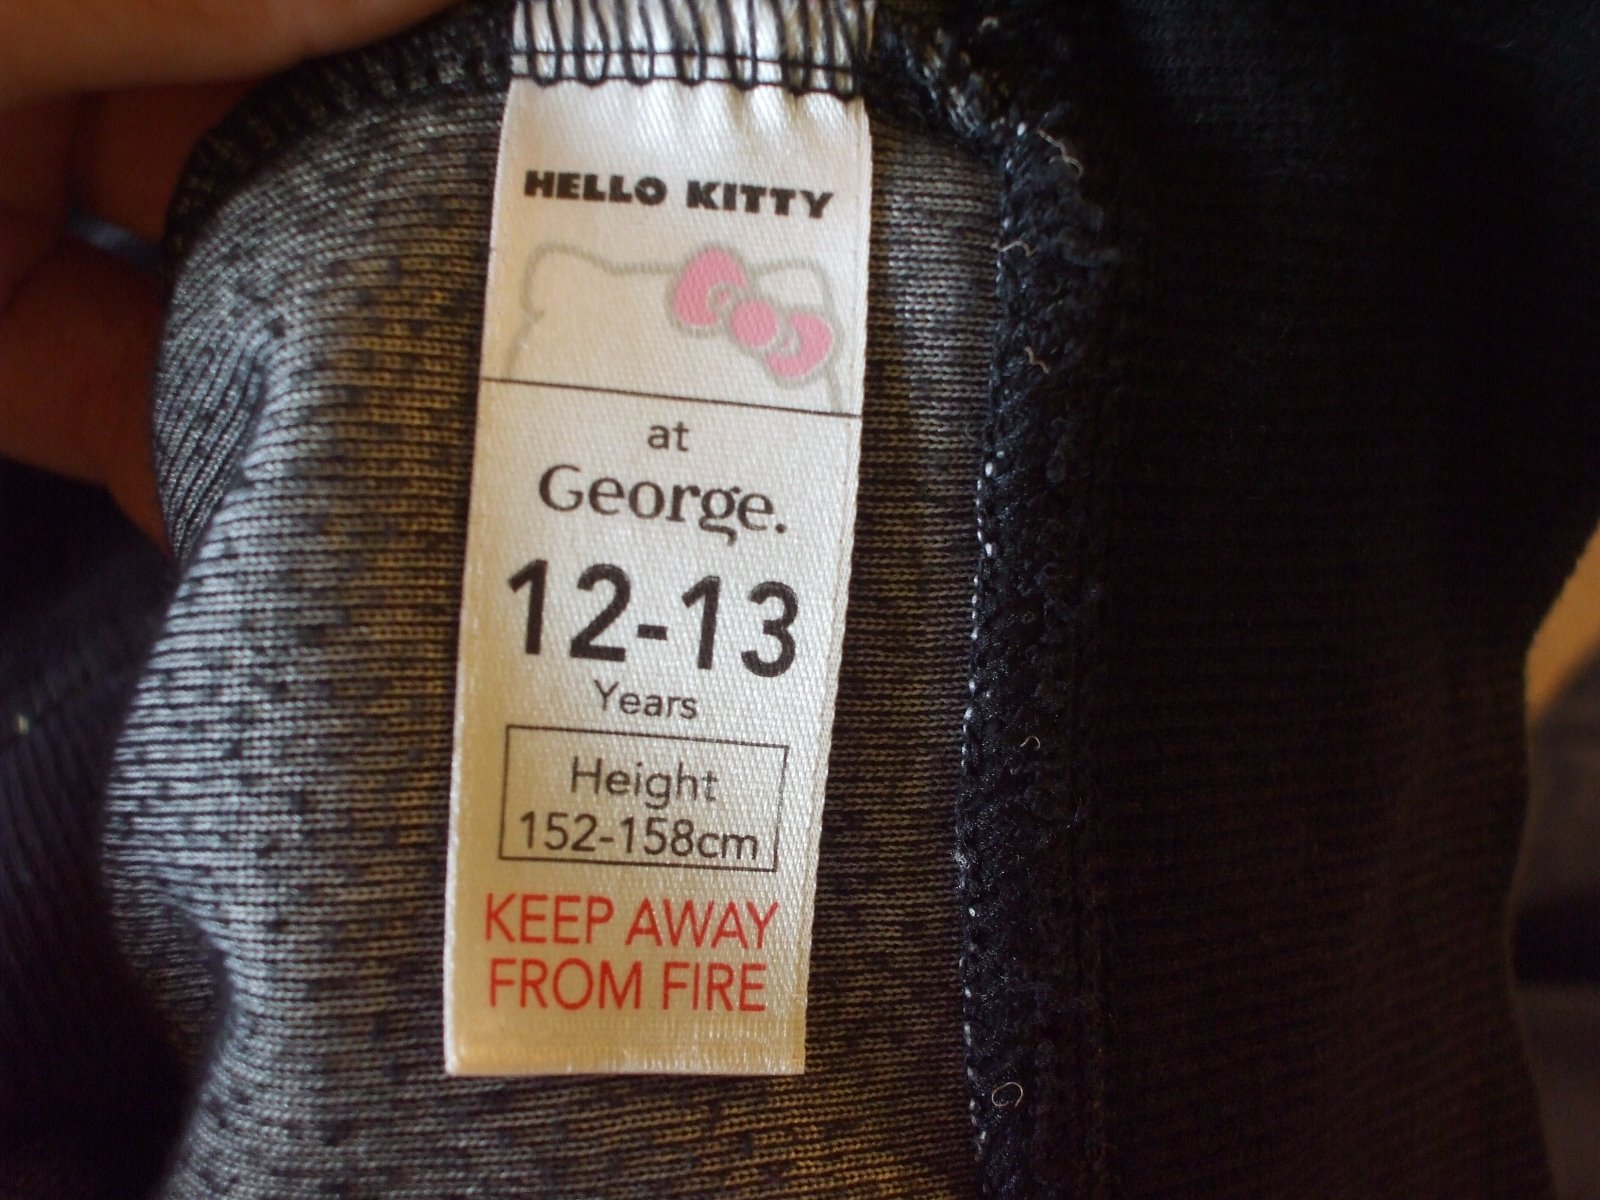 HELLO KITTY
at
George.
12-13
Years
Height
152-158cm
KEEP AWAY
FROM FIRE